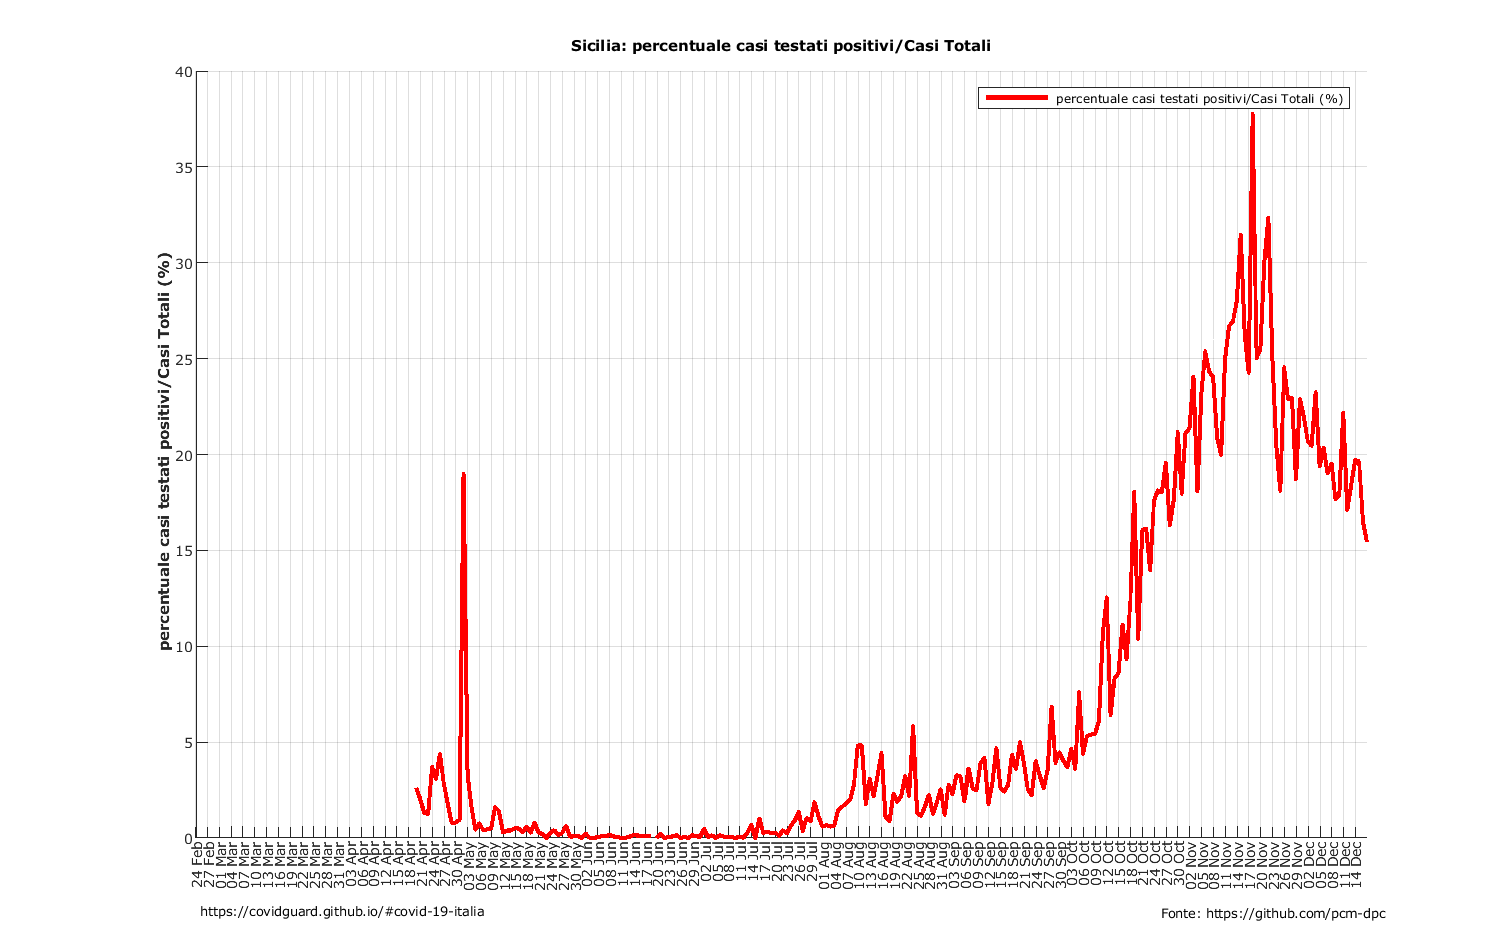 Sicilia: percentuale casi testati positivi/Casi Totali
percentuale casi testati positivi/Casi Totali (%)
percentuale casi testati positivi/Casi Totali (%)
40
35
30
25
20
15
10
5
0
24 Feb
27 Feb
01 Mar
04 Mar
07 Mar
10 Mar
13 Mar
16 Mar
19 Mar
22 Mar
25 Mar
28 Mar
31 Mar
03 Apr
06 Apr
09 Apr
12 Apr
15 Apr
18 Apr
21 Apr
24 Apr
27 Apr
30 Apr
03 May
06 May
09 May
12 May
15 May
18 May
21 May
24 May
27 May
30 May
02 Jun
05 Jun
08 Jun
11 Jun
14 Jun
17 Jun
20 Jun
23 Jun
26 Jun
29 Jun
02 Jul
05 Jul
08 Jul
11 Jul
14 Jul
17 Jul
20 Jul
23 Jul
26 Jul
29 Jul
01 Aug
04 Aug
07 Aug
10 Aug
13 Aug
16 Aug
19 Aug
22 Aug
25 Aug
28 Aug
31 Aug
03 Sep
06 Sep
09 Sep
12 Sep
15 Sep
18 Sep
21 Sep
24 Sep
27 Sep
30 Sep
03 Oct
06 Oct
09 Oct
12 Oct
15 Oct
18 Oct
21 Oct
24 Oct
27 Oct
30 Oct
02 Nov
05 Nov
08 Nov
11 Nov
14 Nov
17 Nov
20 Nov
23 Nov
26 Nov
29 Nov
02 Dec
05 Dec
08 Dec
11 Dec
14 Dec
https://covidguard.github.io/#covid-19-italia
Fonte: https://github.com/pcm-dpc